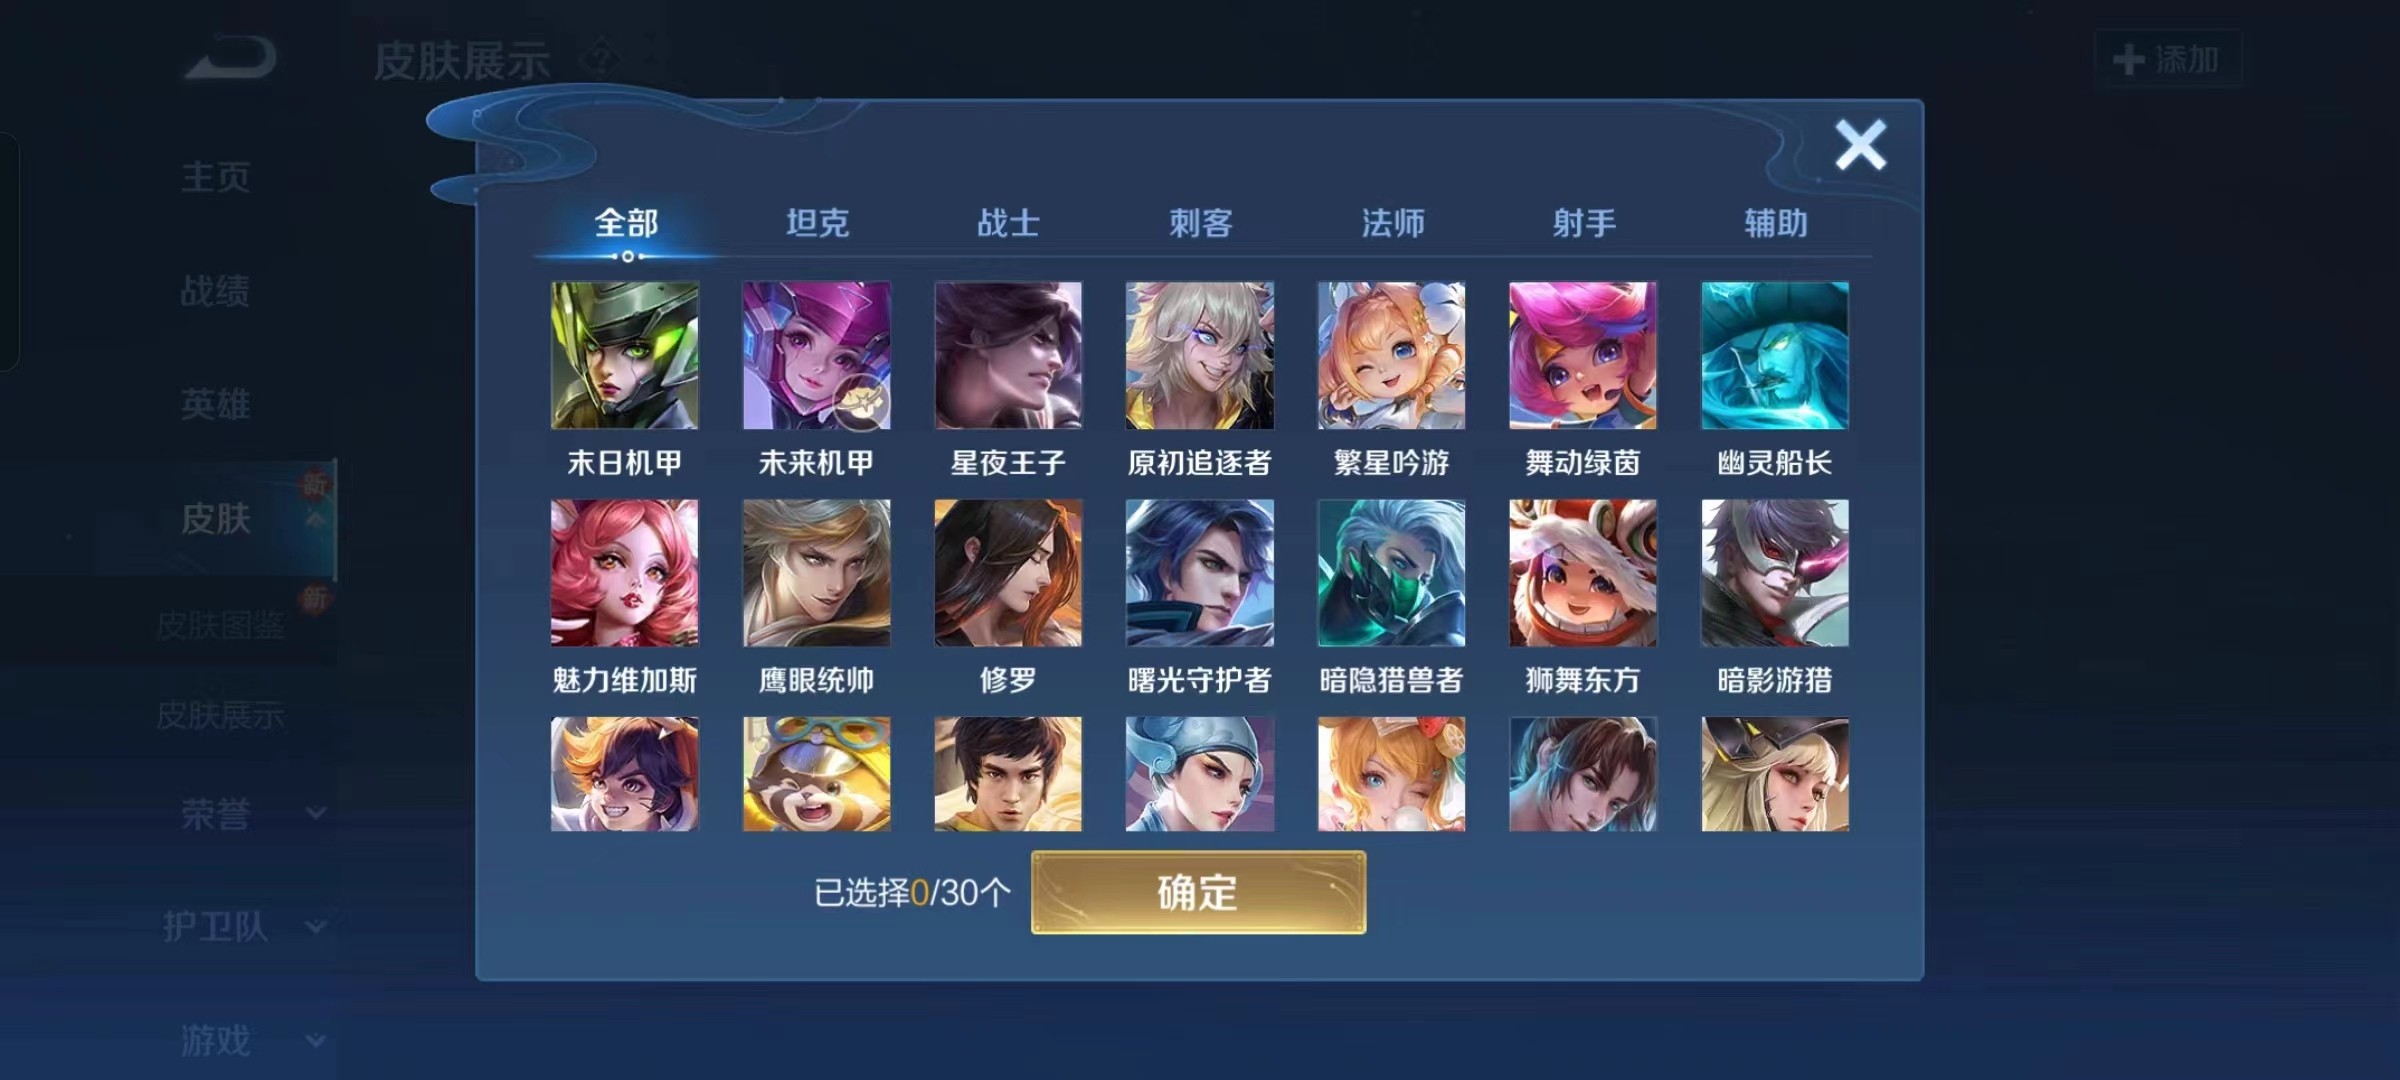 皮肤展示
添加
主页
战绩
英雄
皮肤
新
皮肤图鉴
新
皮肤展示
荣誉
护卫队
游戏
全部 坦克 战士 刺客 法师 射手 辅助
末日机甲 未来机甲 星夜王子 原初追逐者 繁星吟游 舞动绿茵 幽灵船长
魅力维加斯 鹰眼统帅 修罗 曙光守护者 暗隐猎兽者 狮舞东方 暗影游猎
已选择0/30个
确定